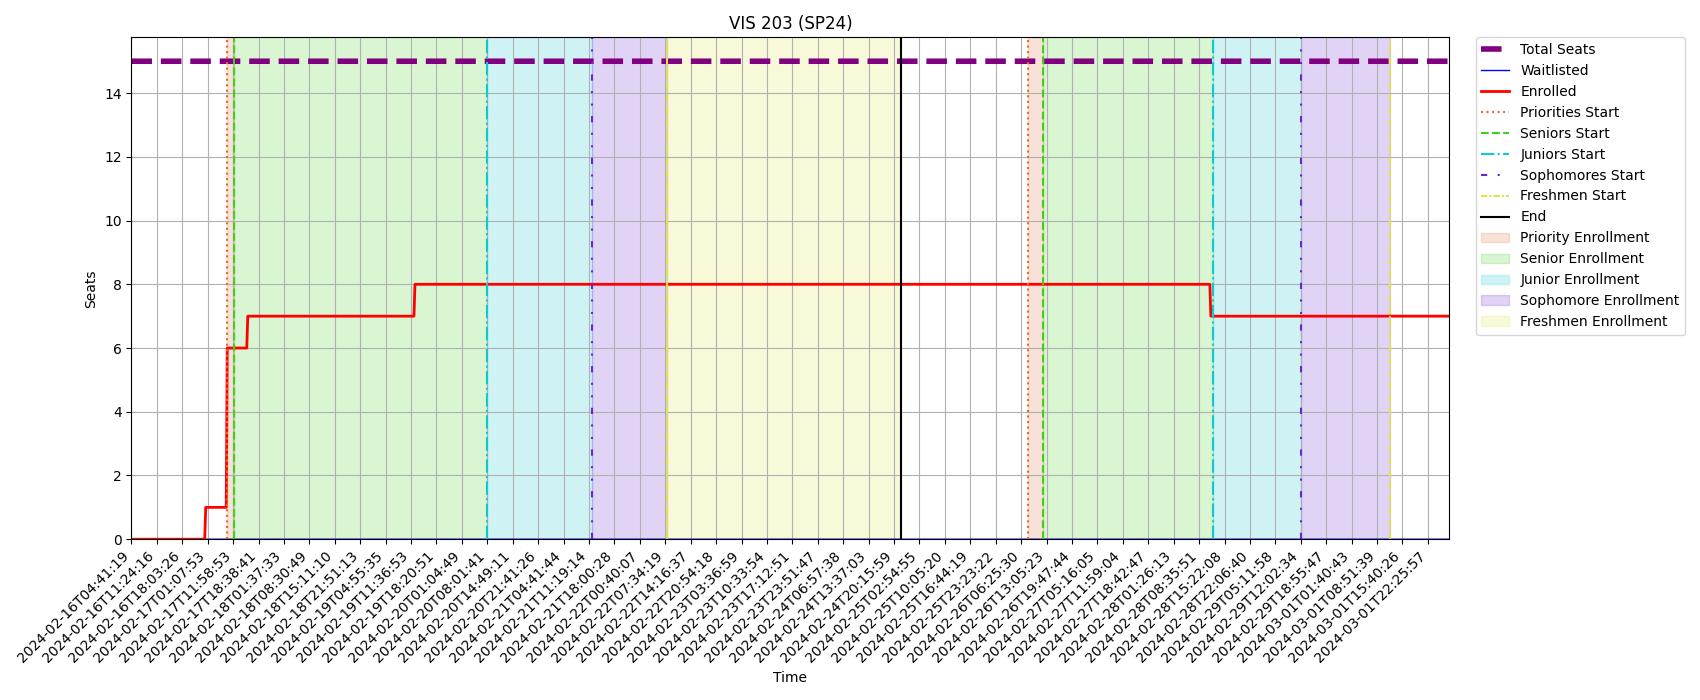 VIS 203 (SP24)
Seats
14
12
10
8
6
4
2
0
2024-02-16T04:41:19
2024-02-16T11:24:16
2024-02-16T18:03:26
2024-02-17T01:07:53
2024-02-17T11:58:53
2024-02-17T18:38:41
2024-02-18T01:37:33
2024-02-18T08:30:49
2024-02-18T15:11:10
2024-02-18T21:51:13
2024-02-19T04:55:35
2024-02-19T11:36:53
2024-02-19T18:20:51
2024-02-20T01:04:49
2024-02-20T08:01:41
2024-02-20T14:49:11
2024-02-20T21:41:26
2024-02-21T04:41:44
2024-02-21T11:19:14
2024-02-21T18:00:28
2024-02-22T00:40:07
2024-02-22T07:34:19
2024-02-22T14:16:37
2024-02-22T20:54:18
2024-02-23T03:36:59
2024-02-23T10:33:54
2024-02-23T17:12:51
2024-02-23T23:51:47
2024-02-24T06:57:38
2024-02-24T13:37:03
2024-02-24T20:15:59
2024-02-25T02:54:55
2024-02-25T10:05:20
2024-02-25T16:44:19
2024-02-25T23:23:22
2024-02-26T06:25:30
2024-02-26T13:05:23
2024-02-26T19:47:44
2024-02-27T05:16:05
2024-02-27T11:59:04
2024-02-27T18:42:47
2024-02-28T01:26:13
2024-02-28T08:35:51
2024-02-28T15:22:08
2024-02-28T22:06:40
2024-02-29T05:11:58
2024-02-29T12:02:34
2024-02-29T18:55:47
2024-03-01T01:40:43
2024-03-01T08:51:39
2024-03-01T15:40:26
2024-03-01T22:25:57
Time
Total Seats
Waitlisted
Enrolled
Priorities Start
Seniors Start
Juniors Start
Sophomores Start
Freshmen Start
End
Priority Enrollment
Senior Enrollment
Junior Enrollment
Sophomore Enrollment
Freshmen Enrollment